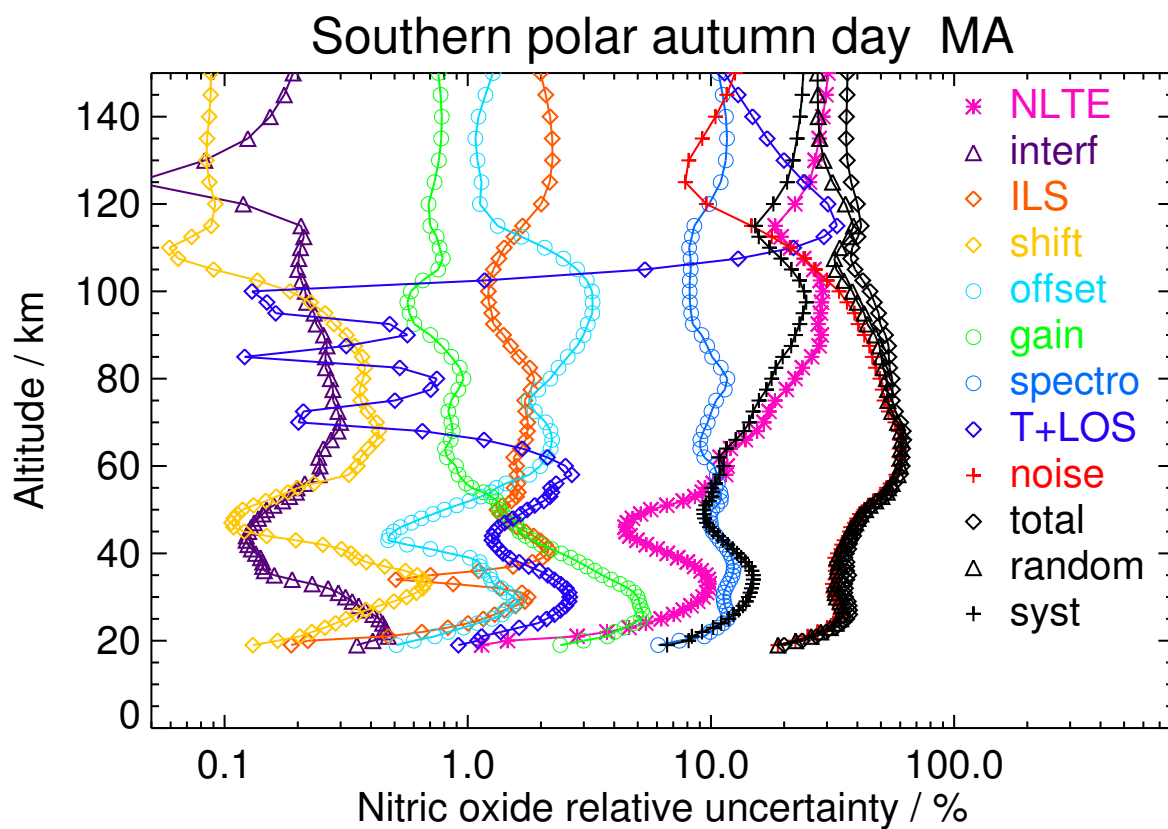 Southern polar autumn day MA
Altitude / km
140
120
100
80
60
40
20
0
0.1
1.0
10.0
100.0
Nitric oxide relative uncertainty / %
NLTE
interf
ILS
shift
offset
gain
spectro
T+LOS
noise
total
random
syst